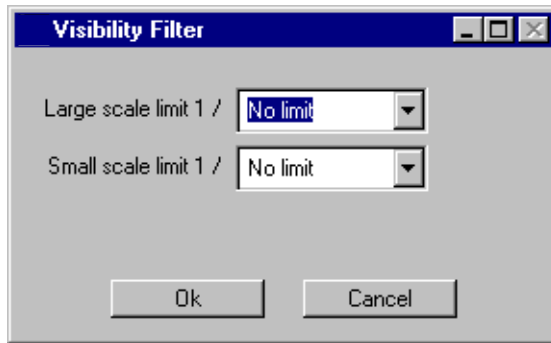 Visibility Filter
Large scale limit 1 / No limit
Small scale limit 1 / No limit
Ok Cancel